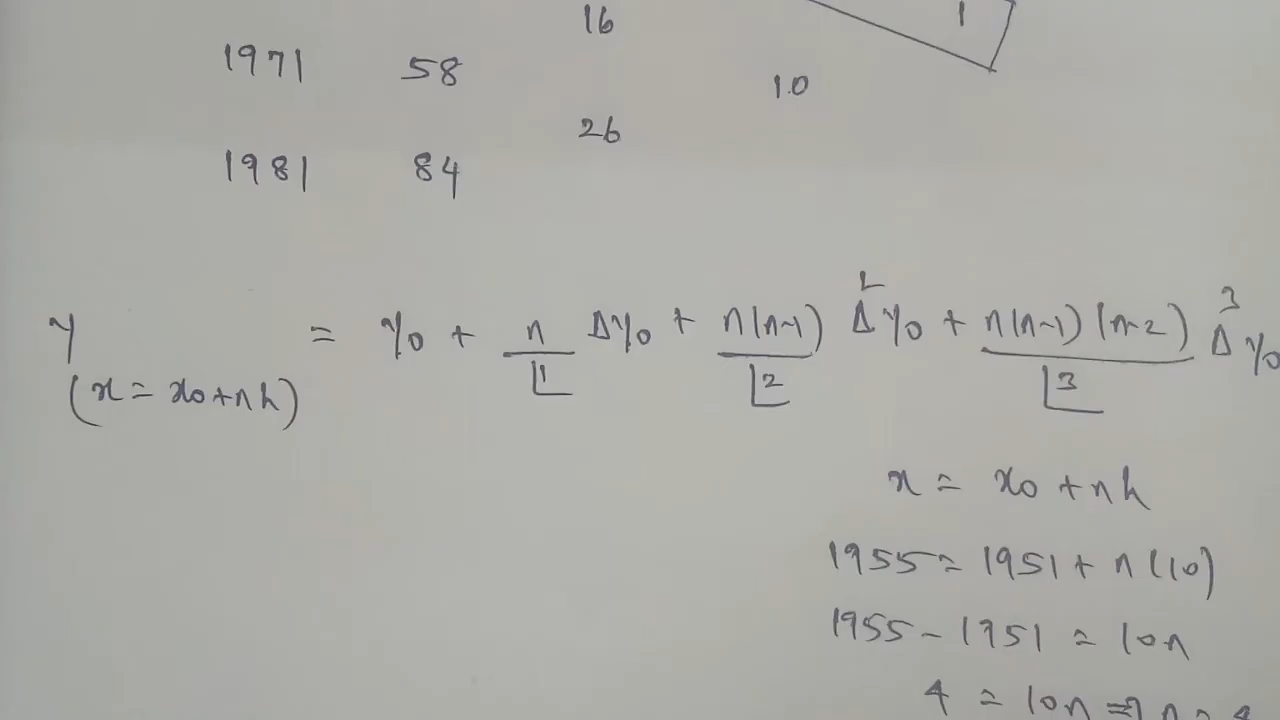 16
1
1971 58
10
26
1981 84
y = y0 + n/⌊1 Δy0 + n(n-1)/⌊2 Δ²y0 + n(n-1)(n-2)/⌊3 Δ³y0
(x = x0+nh)
x = x0 + nh
1955 = 1951 + n(10)
1955 - 1951 = 10n
4 = 10n ⇒ n =